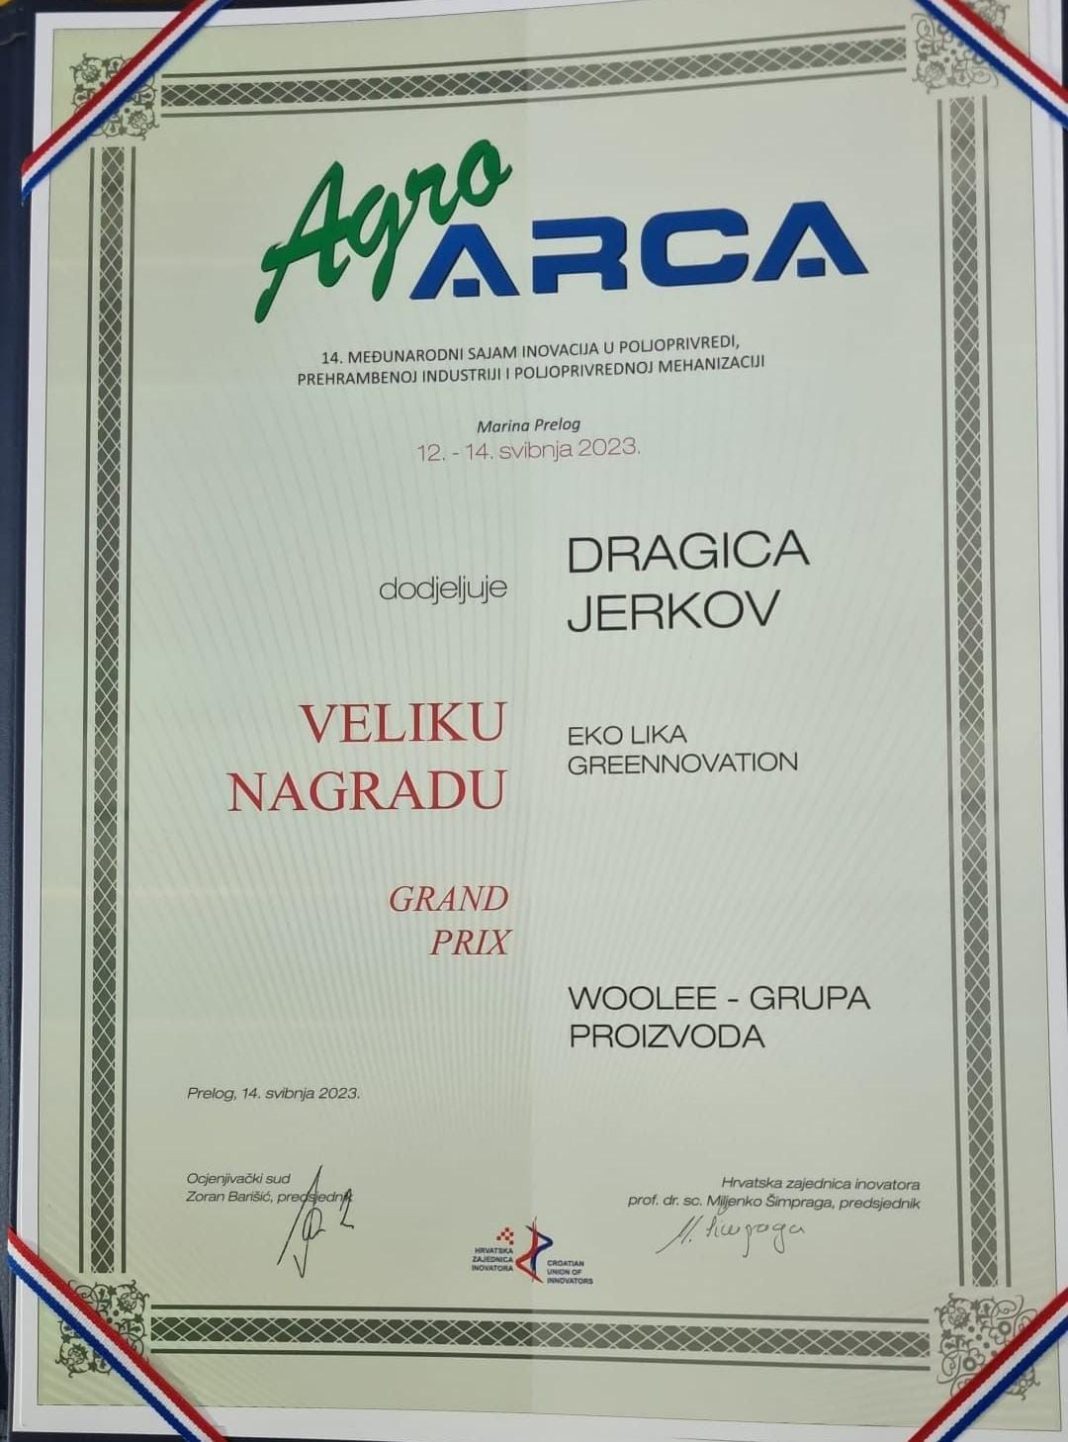 Agro
ARCA
14. MEĐUNARODNI SAJAM INOVACIJA U POLJOPRIVREDI,
PREHRAMBENOJ INDUSTRIJI I POLJOPRIVREDNOJ MEHANIZACIJI
Marina Prelog
12. - 14. svibnja 2023.
dodjeljuje
DRAGICA
JERKOV
VELIKU
NAGRADU
EKO LIKA
GREENNOVATION
GRAND
PRIX
WOOLEE - GRUPA
PROIZVODA
Prelog, 14. svibnja 2023.
Ocjenjivački sud
Zoran Barišić, predsjednik
Hrvatska zajednica inovatora
prof. dr. sc. Miljenko Šimpraga, predsjednik
HRVATSKA
ZAJEDNICA
INOVATORA
CROATIAN
UNION OF
INNOVATORS